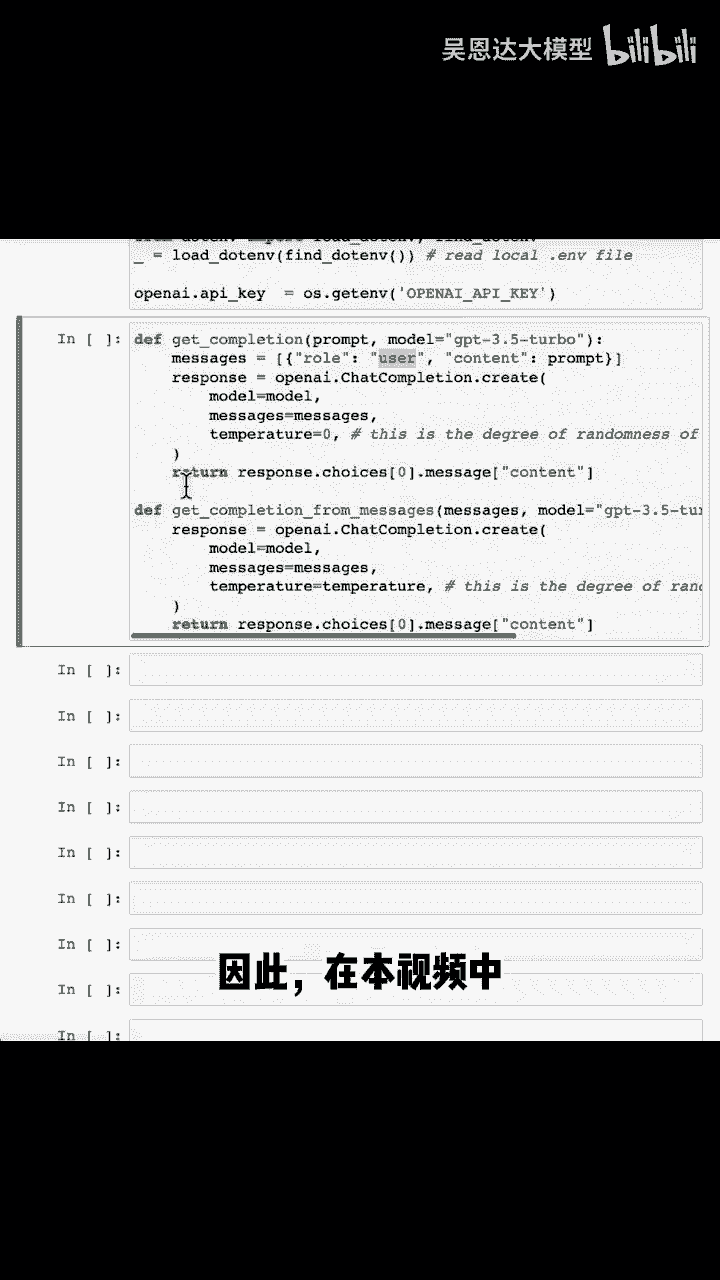 吴恩达大模型 bilibili
_ = load_dotenv(find_dotenv()) # read local .env file
openai.api_key  = os.getenv('OPENAI_API_KEY')
In [ ]: def get_completion(prompt, model="gpt-3.5-turbo"):
messages = [{"role": "user", "content": prompt}]
response = openai.ChatCompletion.create(
model=model,
messages=messages,
temperature=0, # this is the degree of randomness of
)
return response.choices[0].message["content"]
def get_completion_from_messages(messages, model="gpt-3.5-tu
response = openai.ChatCompletion.create(
model=model,
messages=messages,
temperature=temperature, # this is the degree of ran
)
return response.choices[0].message["content"]
In [ ]:
In [ ]:
In [ ]:
In [ ]:
In [ ]:
In [ ]:
In [ ]:
因此，在本视频中
In [ ]:
In [ ]: